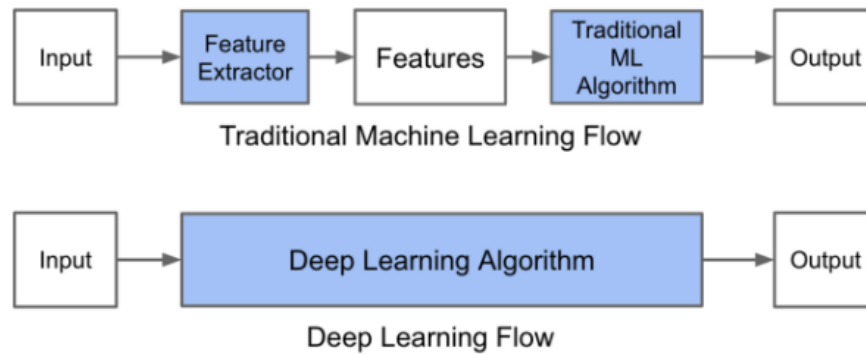 Input
Feature
Extractor
Features
Traditional
ML
Algorithm
Output
Traditional Machine Learning Flow
Input
Deep Learning Algorithm
Output
Deep Learning Flow